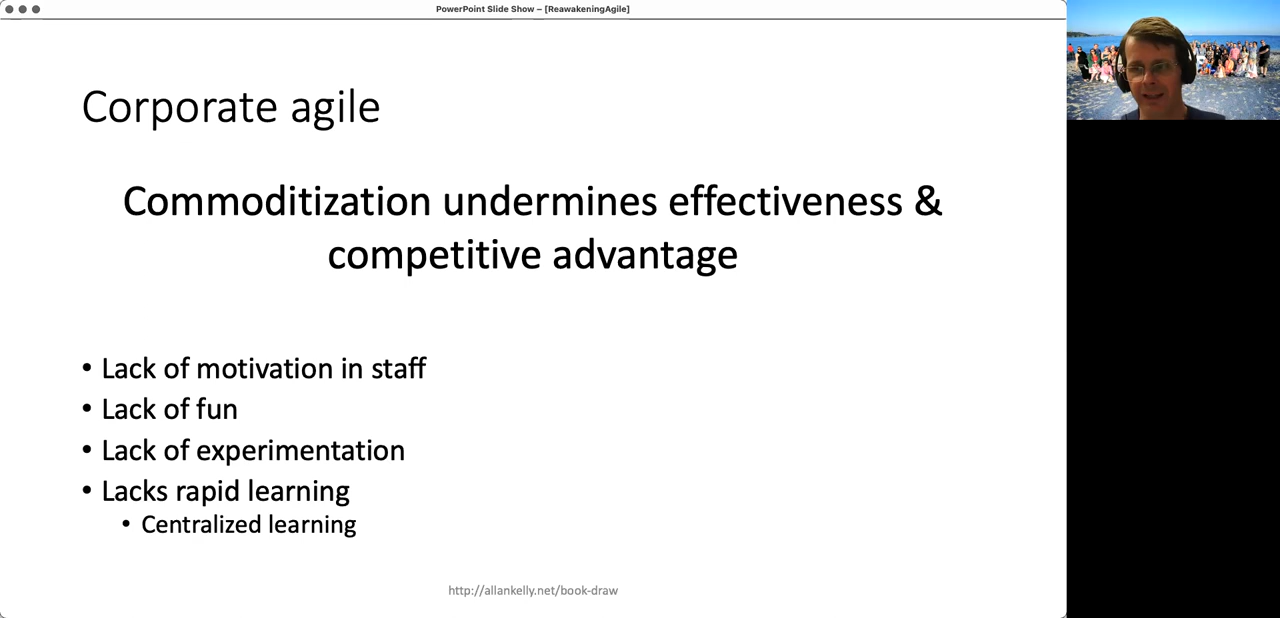 PowerPoint Slide Show – [ReawakeningAgile]
Corporate agile
Commoditization undermines effectiveness &
competitive advantage
• Lack of motivation in staff
• Lack of fun
• Lack of experimentation
• Lacks rapid learning
• Centralized learning
http://allankelly.net/book-draw